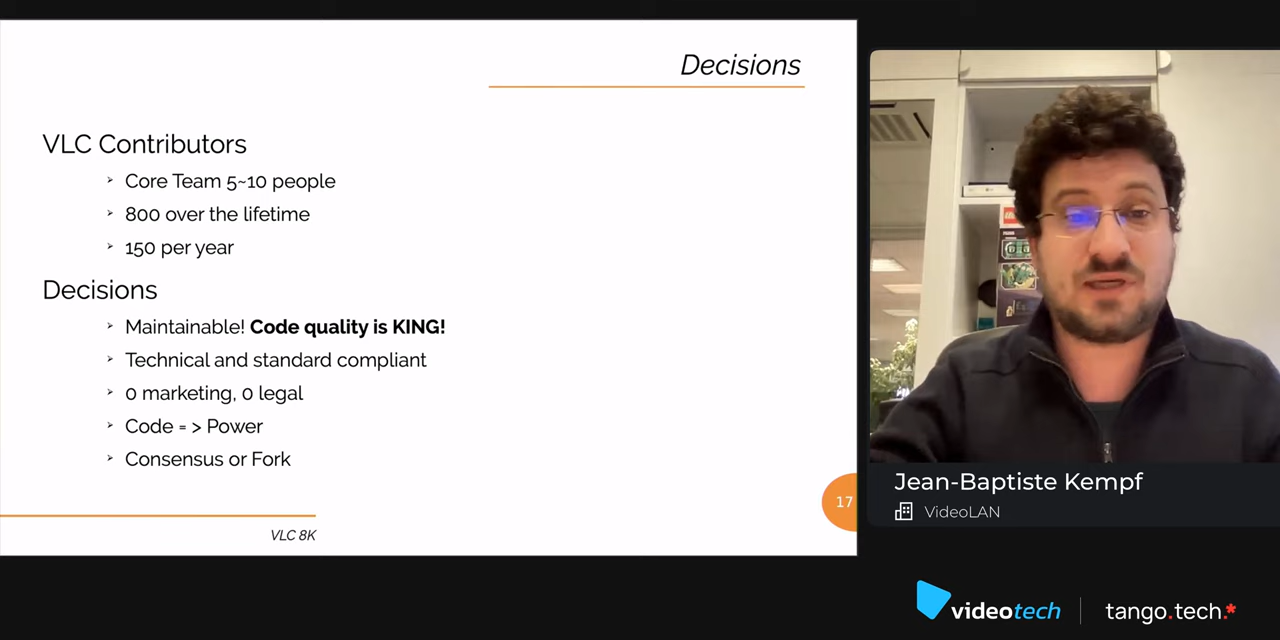 Decisions
VLC Contributors
Core Team 5~10 people
800 over the lifetime
150 per year
Decisions
Maintainable! Code quality is KING!
Technical and standard compliant
0 marketing, 0 legal
Code = > Power
Consensus or Fork
17
VLC 8K
Jean-Baptiste Kempf
VideoLAN
videotech
tango.tech.*